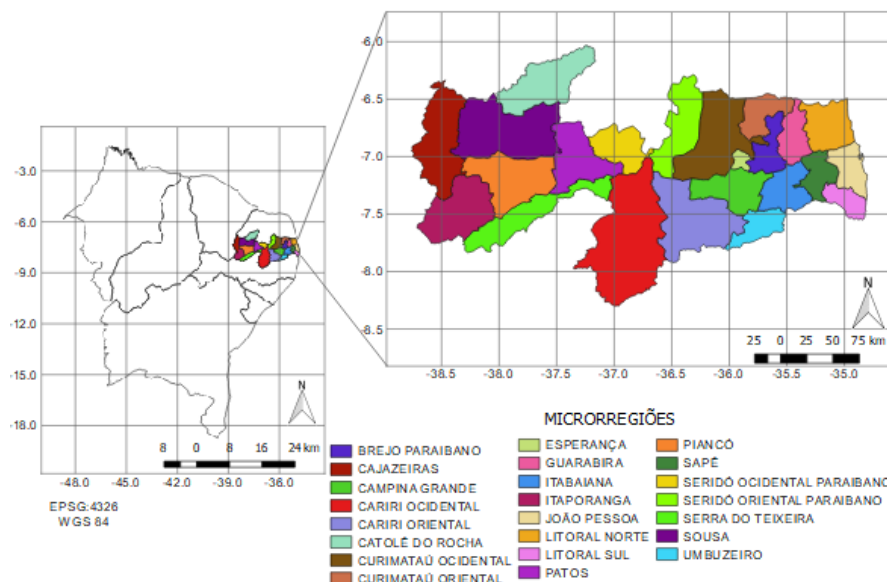 -6.0
-6.5
-7.0
-7.5
-8.0
-8.5
-38.5 -38.0 -37.5 -37.0 -36.5 -36.0 -35.5 -35.0
N
25 0 25 50 75 km
-3.0
-6.0
-9.0
-12.0
-15.0
-18.0
-48.0 -45.0 -42.0 -39.0 -36.0
N
8 0 8 16 24 km
EPSG:4326
WGS 84
MICRORREGIÕES
BREJO PARAIBANO
CAJAZEIRAS
CAMPINA GRANDE
CARIRI OCIDENTAL
CARIRI ORIENTAL
CATOLÉ DO ROCHA
CURIMATAÚ OCIDENTAL
CURIMATAÚ ORIENTAL
ESPERANÇA
GUARABIRA
ITABAIANA
ITAPORANGA
JOÃO PESSOA
LITORAL NORTE
LITORAL SUL
PATOS
PIANCÓ
SAPÉ
SERIDÓ OCIDENTAL PARAIBANO
SERIDÓ ORIENTAL PARAIBANO
SERRA DO TEIXEIRA
SOUSA
UMBUZEIRO